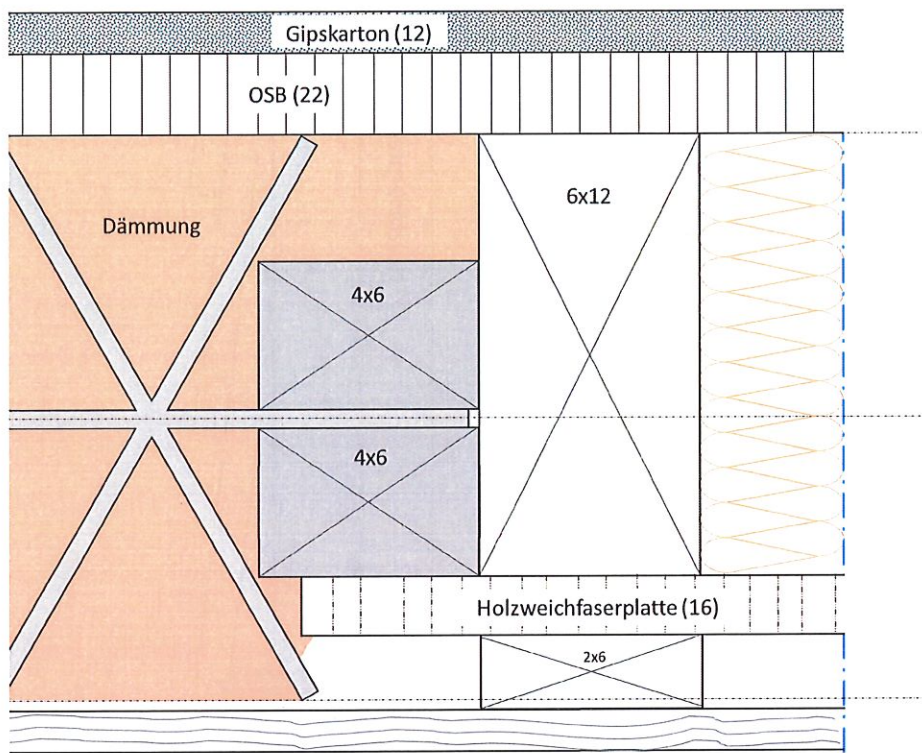 Gipskarton (12)
OSB (22)
6x12
Dämmung
4x6
4x6
Holzweichfaserplatte (16)
2x6